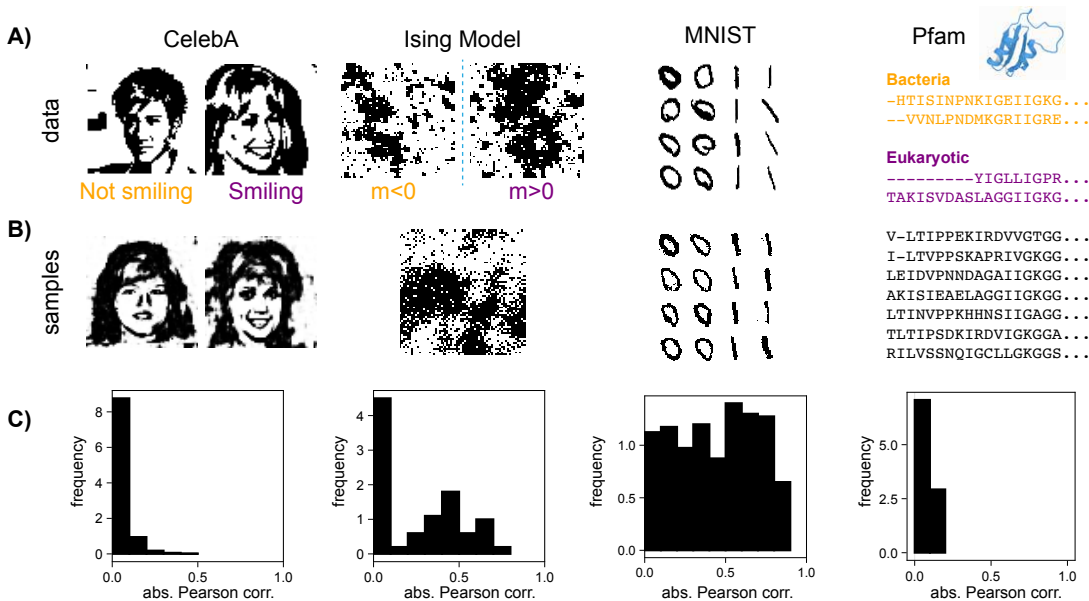 A)
CelebA
Ising Model
MNIST
Pfam
data
Not smiling
Smiling
m<0
m>0
Bacteria
-HTISINPNKIGEIIGKG...
--VVNLPNDMKGRIIGRE...
Eukaryotic
---------YIGLLIGPR...
TAKISVDASLAGGIIGKG...
B)
samples
V-LTIPPEKIRDVVGTGG...
I-LTVPPSKAPRIVGKGG...
LEIDVPNNDAGAIIGKGG...
AKISIEAELAGGIIGKGG...
LTINVPPKHHNSIIGAGG...
TLTIPSDKIRDVIGKGGA...
RILVSSNQIGCLLGKGGS...
C)
frequency
8
6
4
2
0
0.0
0.5
1.0
abs. Pearson corr.
frequency
4
3
2
1
0
0.0
0.5
1.0
abs. Pearson corr.
frequency
1.0
0.5
0.0
0.0
0.5
1.0
abs. Pearson corr.
frequency
5.0
2.5
0.0
0.0
0.5
1.0
abs. Pearson corr.